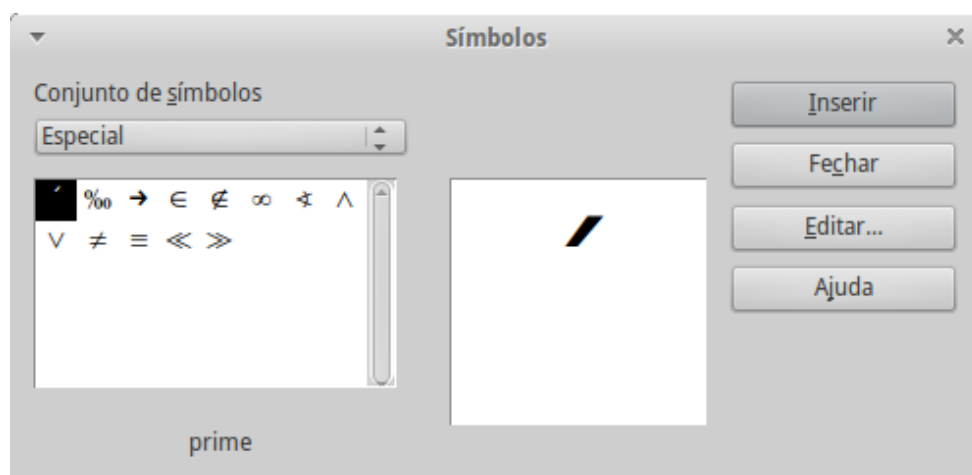 Símbolos
Conjunto de símbolos
Especial
′ ‰ → ∈ ∉ ∞ ∢ ∧
∨ ≠ ≡ ≪ ≫
′
prime
Inserir
Fechar
Editar...
Ajuda